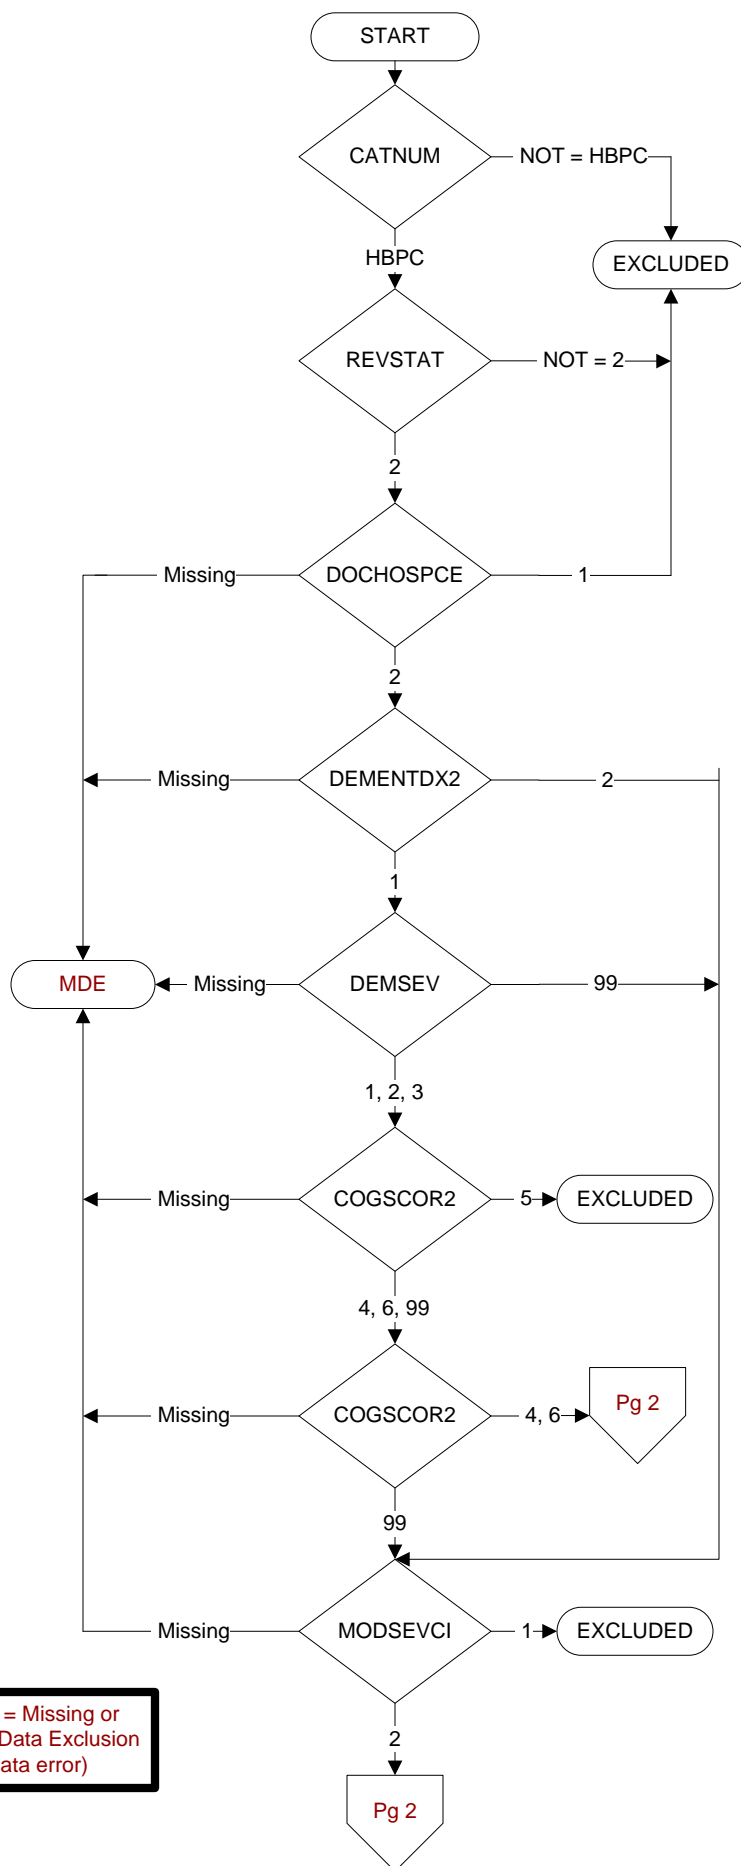 START
CATNUM
NOT = HBPC
HBPC
EXCLUDED
REVSTAT
NOT = 2
2
Missing
DOCHOSPCE
1
2
Missing
DEMENTDX2
2
1
MDE
Missing
DEMSEV
99
1, 2, 3
Missing
COGSCOR2
5
EXCLUDED
4, 6, 99
Missing
COGSCOR2
4, 6
Pg 2
99
Missing
MODSEVCI
1
EXCLUDED
= Missing or
Data Exclusion
ata error)
2
Pg 2